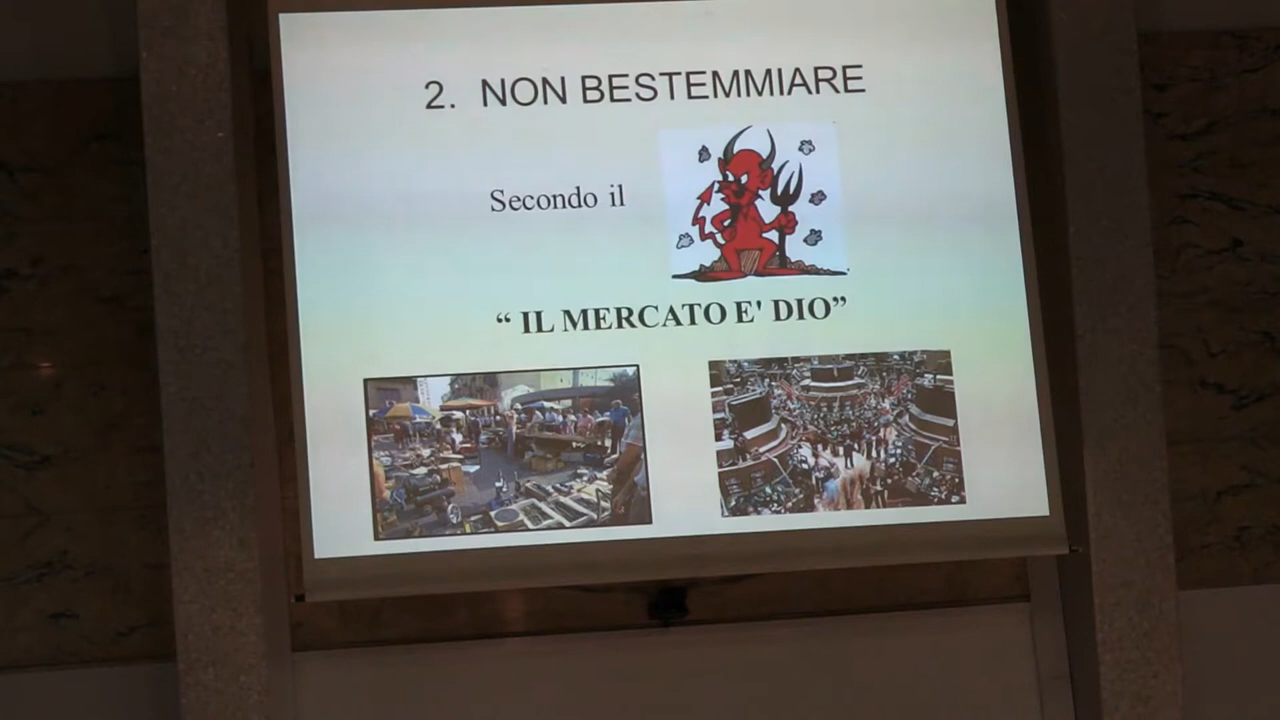 2. NON BESTEMMIARE
Secondo il
“ IL MERCATO E' DIO”